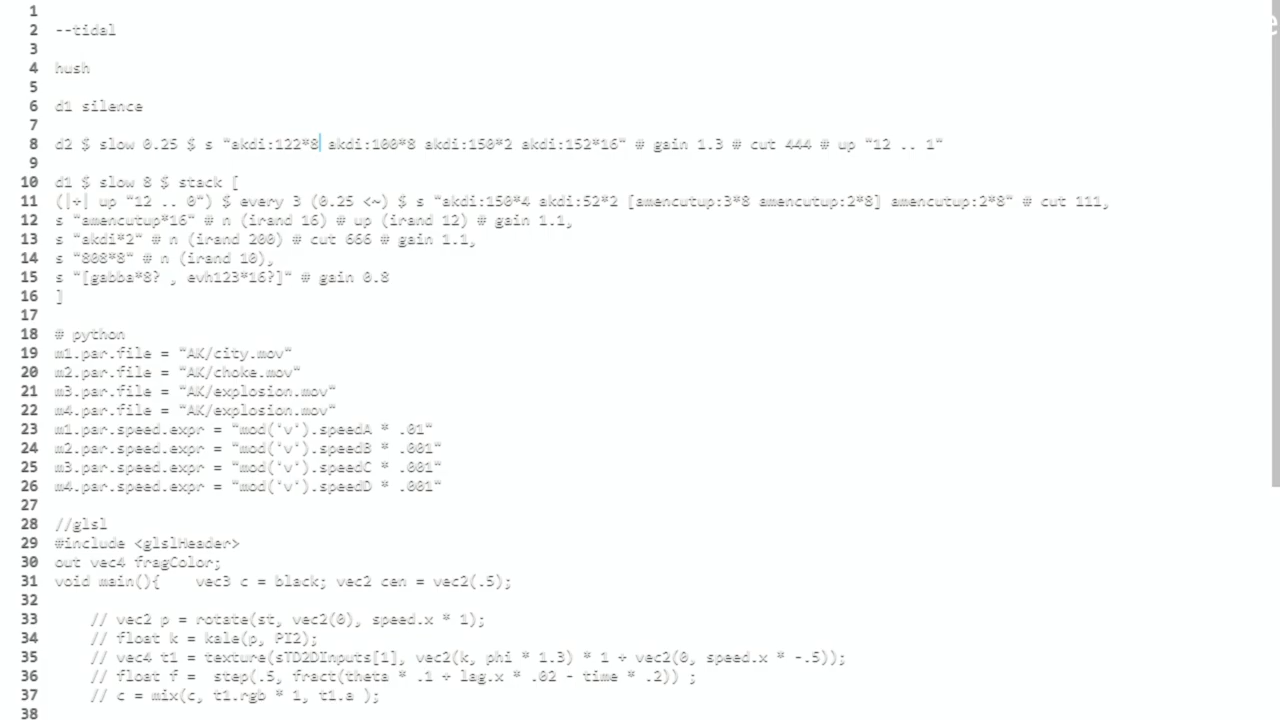 1
2 --tidal
3
4 hush
5
6 d1 silence
7
8 d2 $ slow 0.25 $ s "akdi:122*8 akdi:100*8 akdi:150*2 akdi:152*16" # gain 1.3 # cut 444 # up "12 .. 1"
9
10 d1 $ slow 8 $ stack [
11 (|+| up "12 .. 0") $ every 3 (0.25 <~) $ s "akdi:150*4 akdi:52*2 [amencutup:3*8 amencutup:2*8] amencutup:2*8" # cut 111,
12 s "amencutup*16" # n (irand 16) # up (irand 12) # gain 1.1,
13 s "akdi*2" # n (irand 200) # cut 666 # gain 1.1,
14 s "808*8" # n (irand 10),
15 s "[gabba*8? , evh123*16?]" # gain 0.8
16 ]
17
18 # python
19 m1.par.file = "AK/city.mov"
20 m2.par.file = "AK/choke.mov"
21 m3.par.file = "AK/explosion.mov"
22 m4.par.file = "AK/explosion.mov"
23 m1.par.speed.expr = "mod('v').speedA * .01"
24 m2.par.speed.expr = "mod('v').speedB * .001"
25 m3.par.speed.expr = "mod('v').speedC * .001"
26 m4.par.speed.expr = "mod('v').speedD * .001"
27
28 //glsl
29 #include <glslHeader>
30 out vec4 fragColor;
31 void main(){    vec3 c = black; vec2 cen = vec2(.5);
32
33     // vec2 p = rotate(st, vec2(0), speed.x * 1);
34     // float k = kale(p, PI2);
35     // vec4 t1 = texture(sTD2DInputs[1], vec2(k, phi * 1.3) * 1 + vec2(0, speed.x * -.5));
36     // float f =  step(.5, fract(theta * .1 + lag.x * .02 - time * .2)) ;
37     // c = mix(c, t1.rgb * 1, t1.a );
38